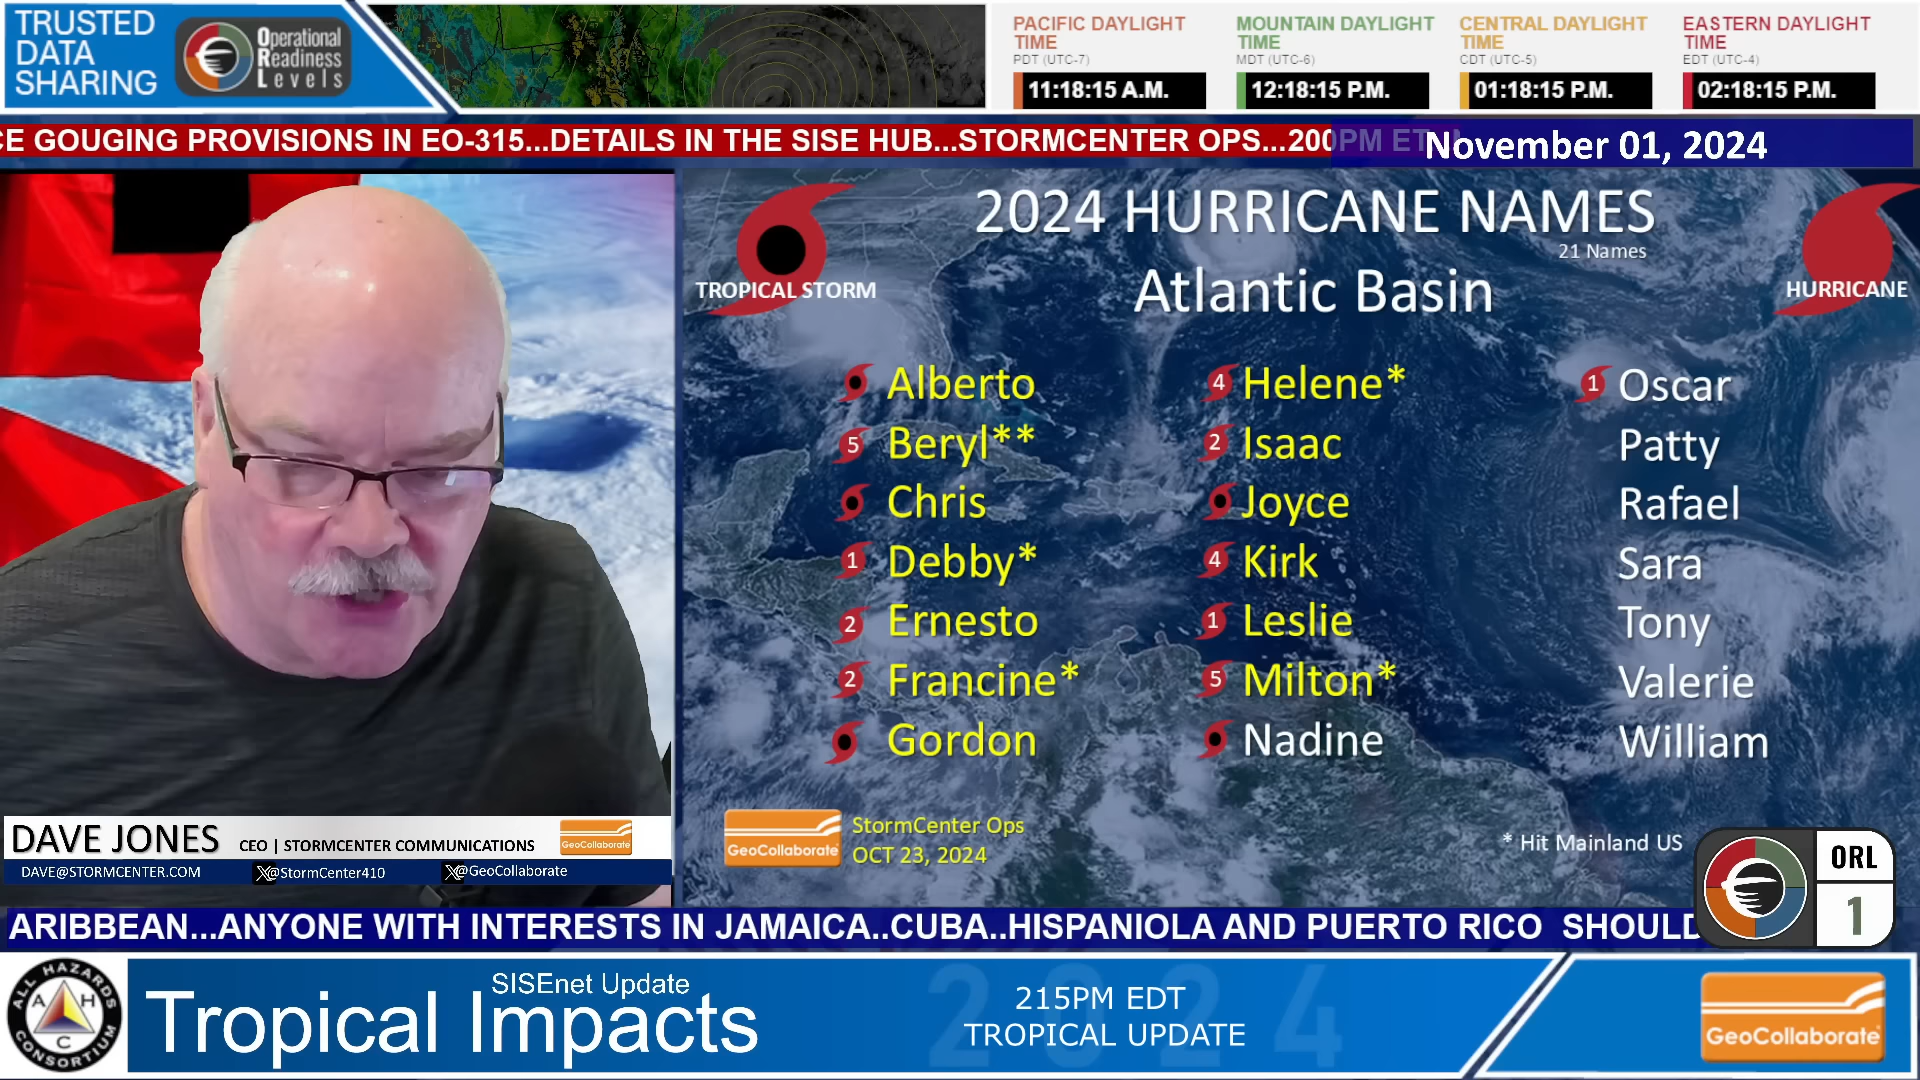 TRUSTED
DATA
SHARING
Operational
Readiness
Levels
PACIFIC DAYLIGHT
TIME
PDT (UTC-7)
11:18:15 A.M.
MOUNTAIN DAYLIGHT
TIME
MDT (UTC-6)
12:18:15 P.M.
CENTRAL DAYLIGHT
TIME
CDT (UTC-5)
01:18:15 P.M.
EASTERN DAYLIGHT
TIME
EDT (UTC-4)
02:18:15 P.M.
CE GOUGING PROVISIONS IN EO-315...DETAILS IN THE SISE HUB...STORMCENTER OPS...200PM ET
November 01, 2024
2024 HURRICANE NAMES
21 Names
Atlantic Basin
TROPICAL STORM
HURRICANE
Alberto
5 Beryl**
Chris
1 Debby*
2 Ernesto
2 Francine*
Gordon
4 Helene*
2 Isaac
Joyce
4 Kirk
1 Leslie
5 Milton*
Nadine
1 Oscar
Patty
Rafael
Sara
Tony
Valerie
William
GeoCollaborate
StormCenter Ops
OCT 23, 2024
* Hit Mainland US
ORL
1
DAVE JONES CEO | STORMCENTER COMMUNICATIONS
GeoCollaborate
DAVE@STORMCENTER.COM X@StormCenter410 X@GeoCollaborate
ARIBBEAN...ANYONE WITH INTERESTS IN JAMAICA..CUBA..HISPANIOLA AND PUERTO RICO SHOULD
ALL HAZARDS
A H
C
CONSORTIUM
SISEnet Update
Tropical Impacts
2024
215PM EDT
TROPICAL UPDATE
GeoCollaborate